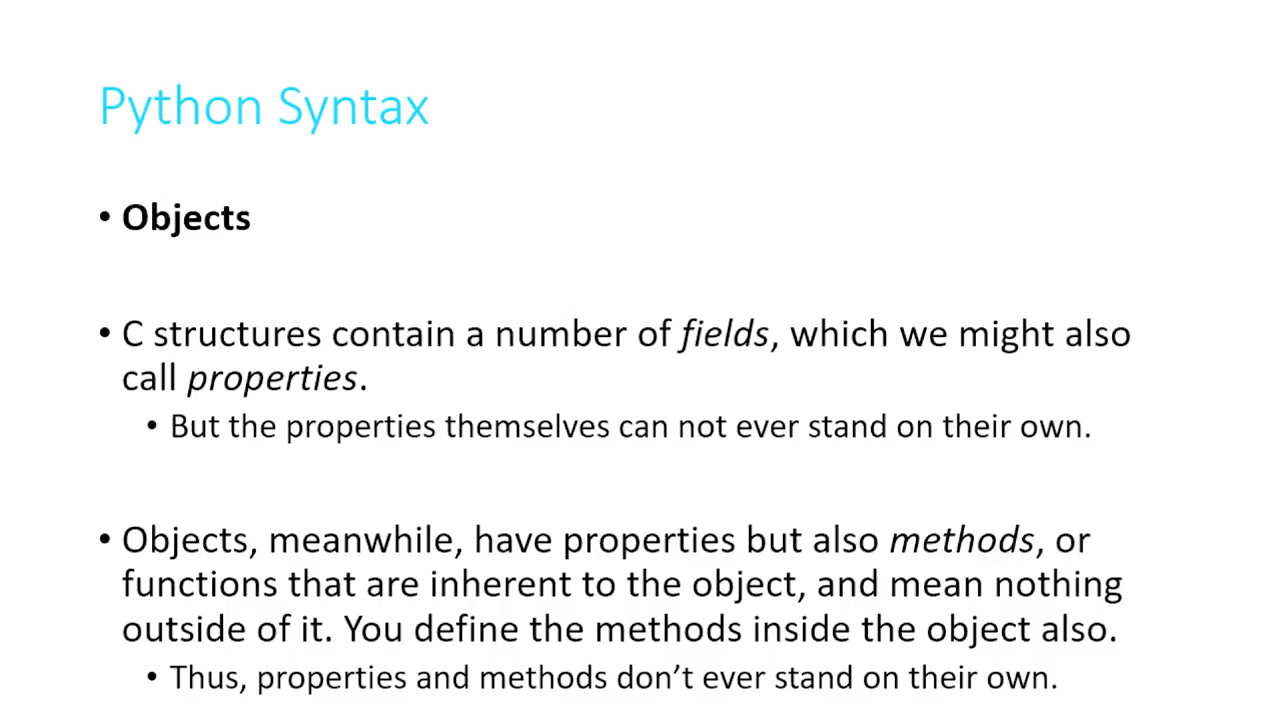 Python Syntax
• Objects
• C structures contain a number of fields, which we might also
call properties.
• But the properties themselves can not ever stand on their own.
• Objects, meanwhile, have properties but also methods, or
functions that are inherent to the object, and mean nothing
outside of it. You define the methods inside the object also.
• Thus, properties and methods don’t ever stand on their own.